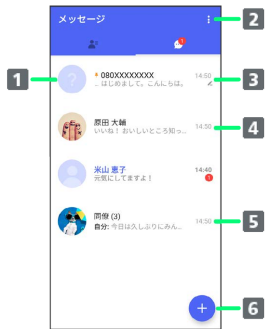 メッセージ
2
1
080XXXXXXXX
14:50
... はじめまして。こんにちは。
3
原田 大輔
いいね！おいしいところ知っ...
14:50
4
米山 恵子
14:40
元気にしてますよ！
1
同僚 (3)
自分: 今日は久しぶりにみん...
14:50
5
6